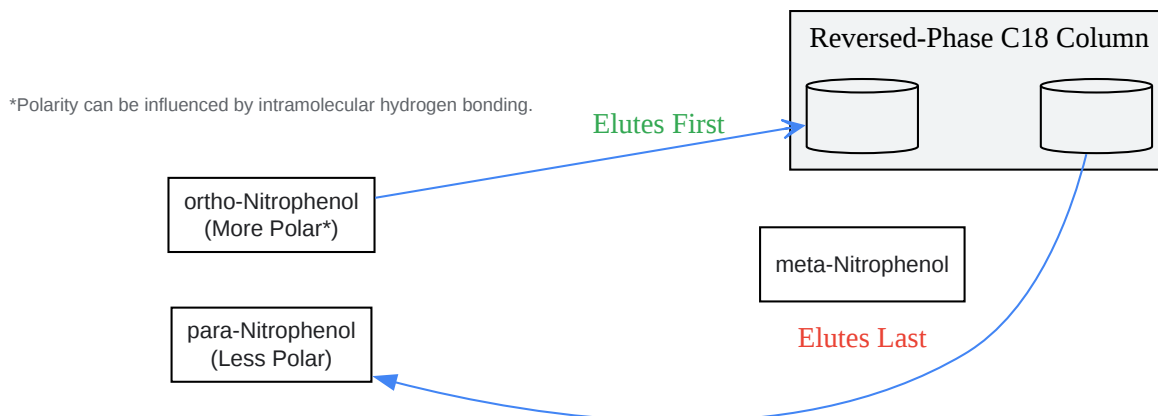 Reversed-Phase C18 Column
*Polarity can be influenced by intramolecular hydrogen bonding.
Elutes First
ortho-Nitrophenol
(More Polar*)
meta-Nitrophenol
para-Nitrophenol
(Less Polar)
Elutes Last